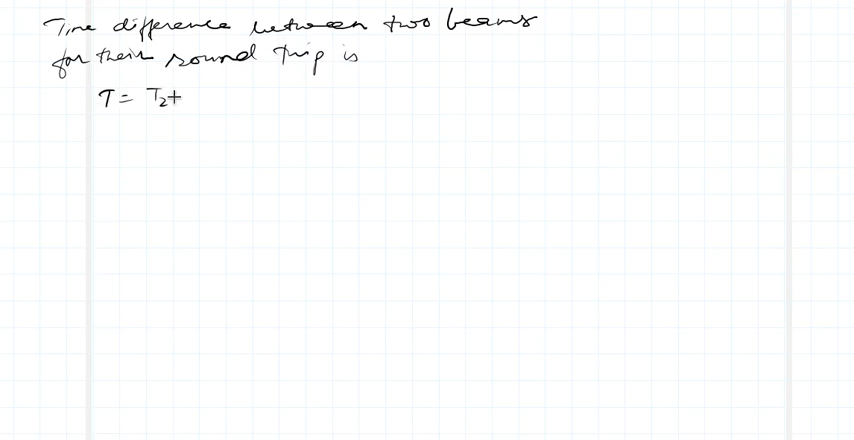 Time difference between two beams
for their round trip is
T = T₂+